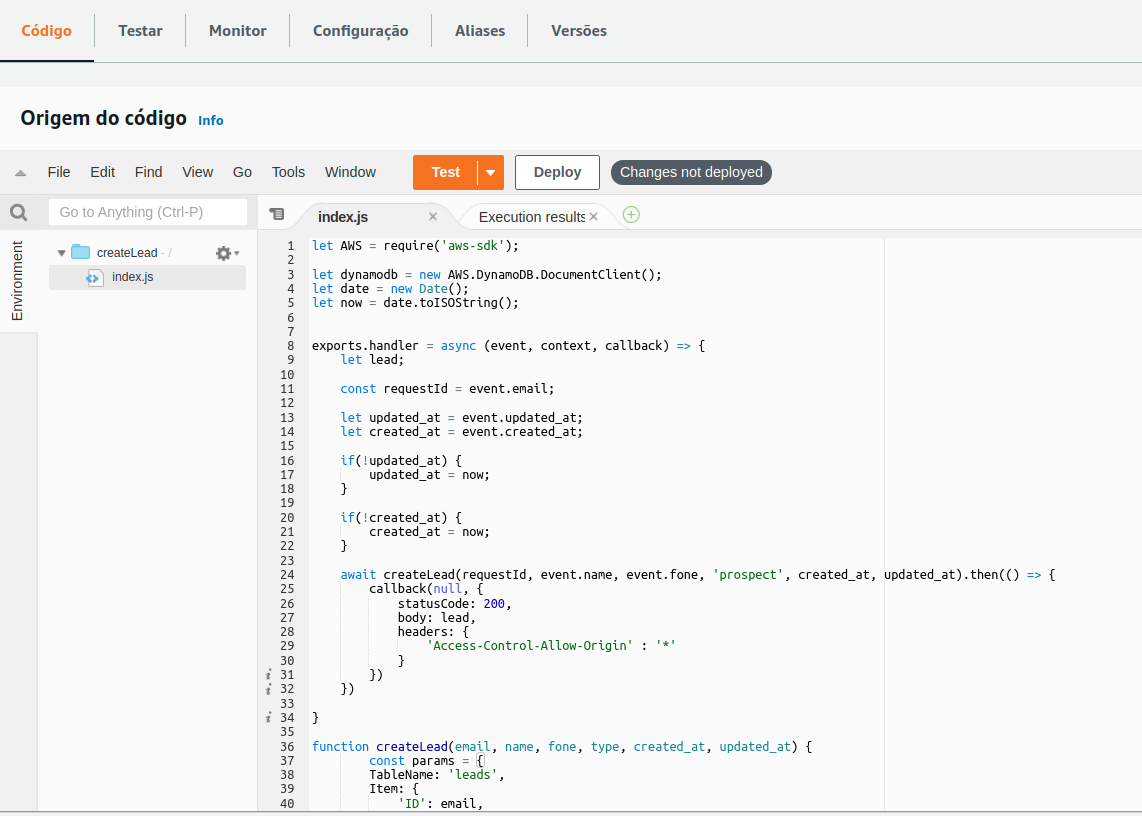 Código Testar Monitor Configuração Aliases Versões
Origem do código Info
File Edit Find View Go Tools Window Test Deploy Changes not deployed
Go to Anything (Ctrl-P) index.js Execution results
Environment
createLead - /
index.js
1 let AWS = require('aws-sdk');
2
3 let dynamodb = new AWS.DynamoDB.DocumentClient();
4 let date = new Date();
5 let now = date.toISOString();
6
7
8 exports.handler = async (event, context, callback) => {
9     let lead;
10
11     const requestId = event.email;
12
13     let updated_at = event.updated_at;
14     let created_at = event.created_at;
15
16     if(!updated_at) {
17         updated_at = now;
18     }
19
20     if(!created_at) {
21         created_at = now;
22     }
23
24     await createLead(requestId, event.name, event.fone, 'prospect', created_at, updated_at).then(() => {
25         callback(null, {
26             statusCode: 200,
27             body: lead,
28             headers: {
29                 'Access-Control-Allow-Origin' : '*'
30             }
i 31         })
i 32     })
33
i 34 }
35
36 function createLead(email, name, fone, type, created_at, updated_at) {
37         const params = {
38         TableName: 'leads',
39         Item: {
40             'ID': email,